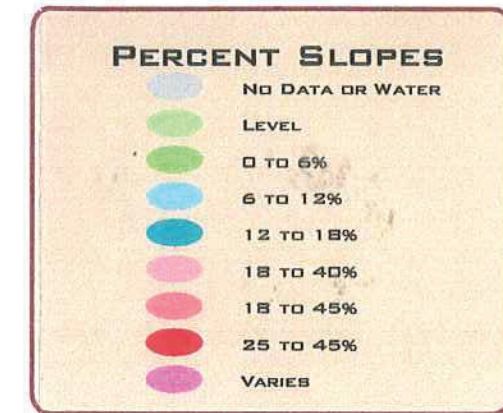 PERCENT SLOPES
NO DATA OR WATER
LEVEL
0 TO 6%
6 TO 12%
12 TO 18%
18 TO 40%
18 TO 45%
25 TO 45%
VARIES